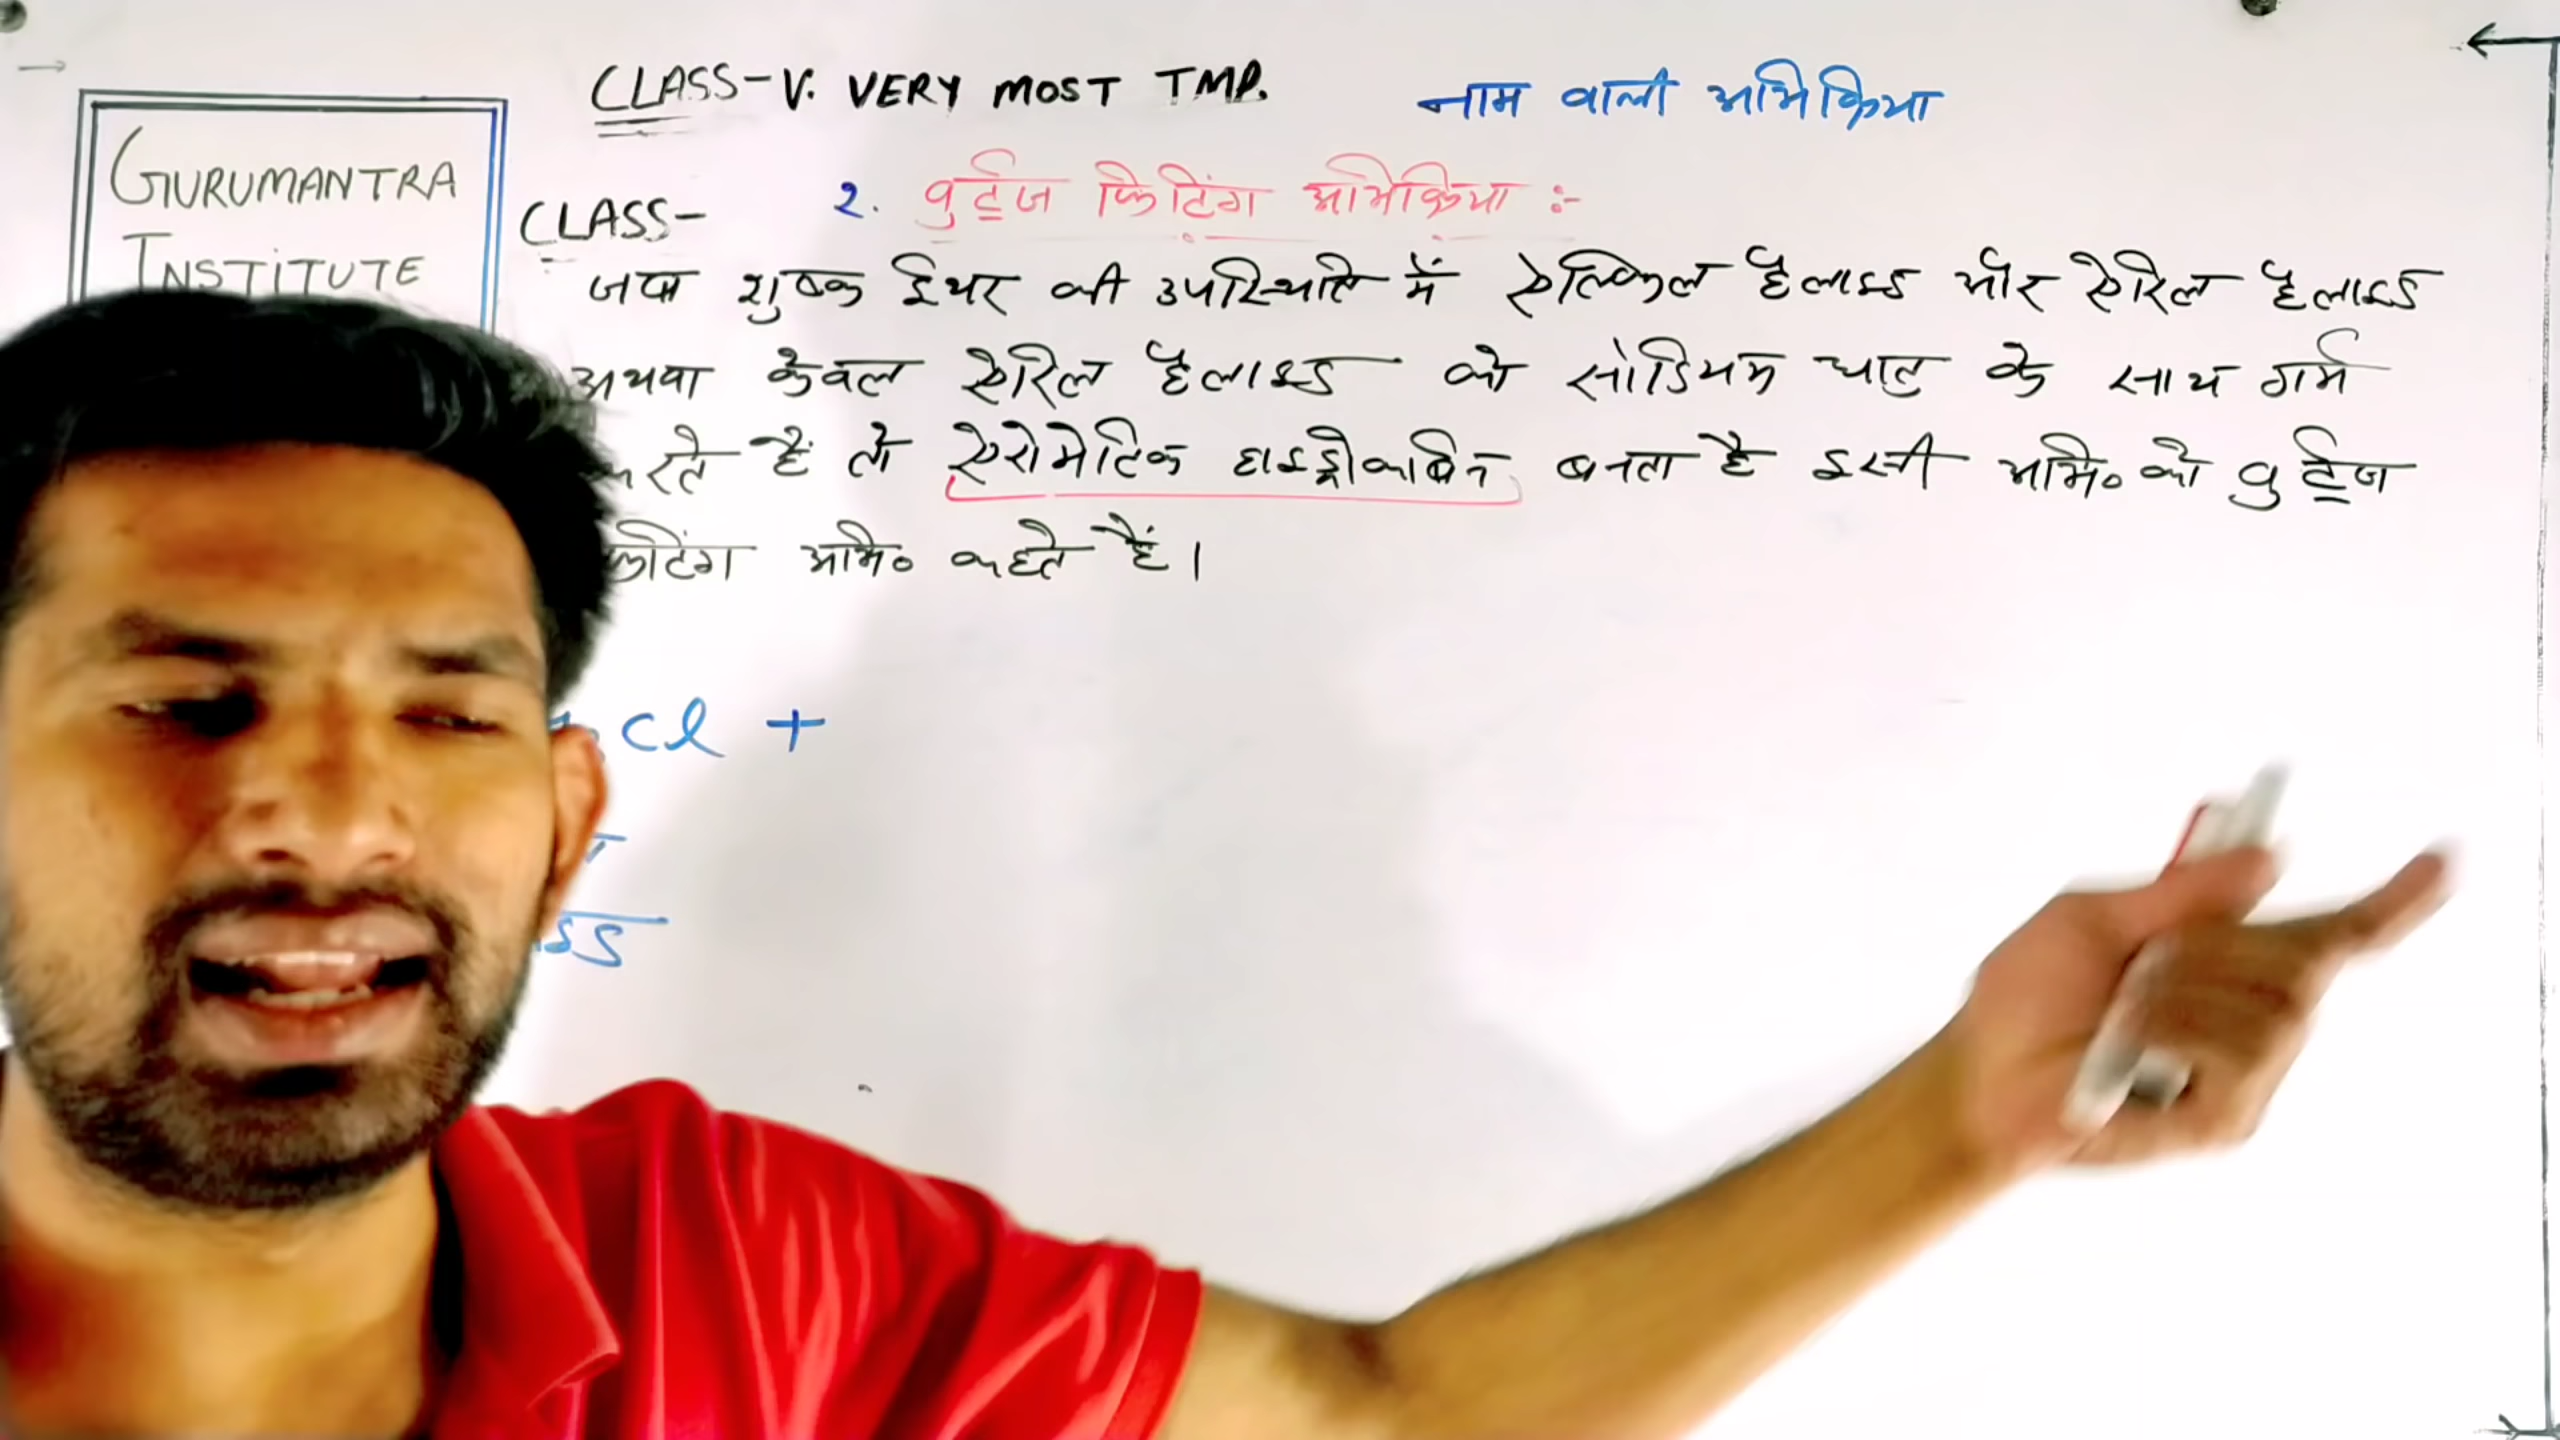 CLASS-V. VERY MOST IMP. नाम वाली अभिक्रिया
GURUMANTRA
INSTITUTE
CLASS-
2. वुर्ट्ज फिटिंग अभिक्रिया :-
जब शुष्क ईथर की उपस्थिति में ऐल्किल हैलाइड और ऐरिल हैलाइड
अथवा केवल ऐरिल हैलाइड को सोडियम धातु के साथ गर्म
करते हैं तो ऐरोमेटिक हाइड्रोकार्बन बनता है इसी अभि० को वुर्ट्ज
फिटिंग अभि० कहते हैं।
Cl +